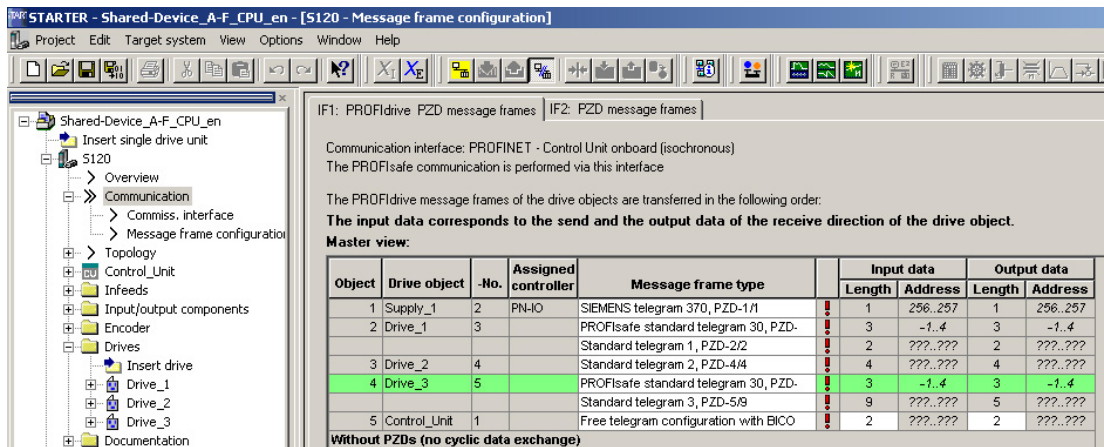 STARTER - Shared-Device_A-F_CPU_en - [S120 - Message frame configuration]
Project Edit Target system View Options Window Help
Shared-Device_A-F_CPU_en
Insert single drive unit
S120
Overview
Communication
Commiss. interface
Message frame configuration
Topology
Control_Unit
Infeeds
Input/output components
Encoder
Drives
Insert drive
Drive_1
Drive_2
Drive_3
Documentation
IF1: PROFIdrive PZD message frames IF2: PZD message frames
Communication interface: PROFINET - Control Unit onboard (isochronous)
The PROFIsafe communication is performed via this interface
The PROFIdrive message frames of the drive objects are transferred in the following order:
The input data corresponds to the send and the output data of the receive direction of the drive object.
Master view:
Object Drive object -No. Assigned controller Message frame type Input data Output data
Length Address Length Address
1 Supply_1 2 PN-IO SIEMENS telegram 370, PZD-1/1 ! 1 256..257 1 256..257
2 Drive_1 3 PROFIsafe standard telegram 30, PZD- ! 3 -1..4 3 -1..4
Standard telegram 1, PZD-2/2 ! 2 ???..??? 2 ???..???
3 Drive_2 4 Standard telegram 2, PZD-4/4 ! 4 ???..??? 4 ???..???
4 Drive_3 5 PROFIsafe standard telegram 30, PZD- ! 3 -1..4 3 -1..4
Standard telegram 3, PZD-5/9 ! 9 ???..??? 5 ???..???
5 Control_Unit 1 Free telegram configuration with BICO ! 2 ???..??? 2 ???..???
Without PZDs (no cyclic data exchange)